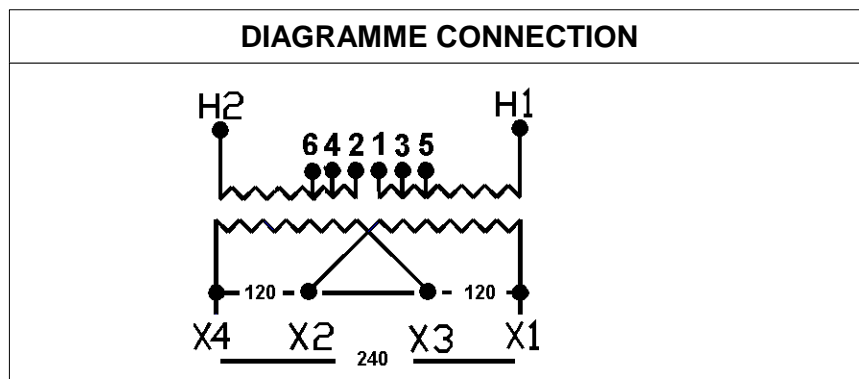 DIAGRAMME CONNECTION
H2 H1
6 4 2 1 3 5
120 120
X4 X2 X3 X1
240